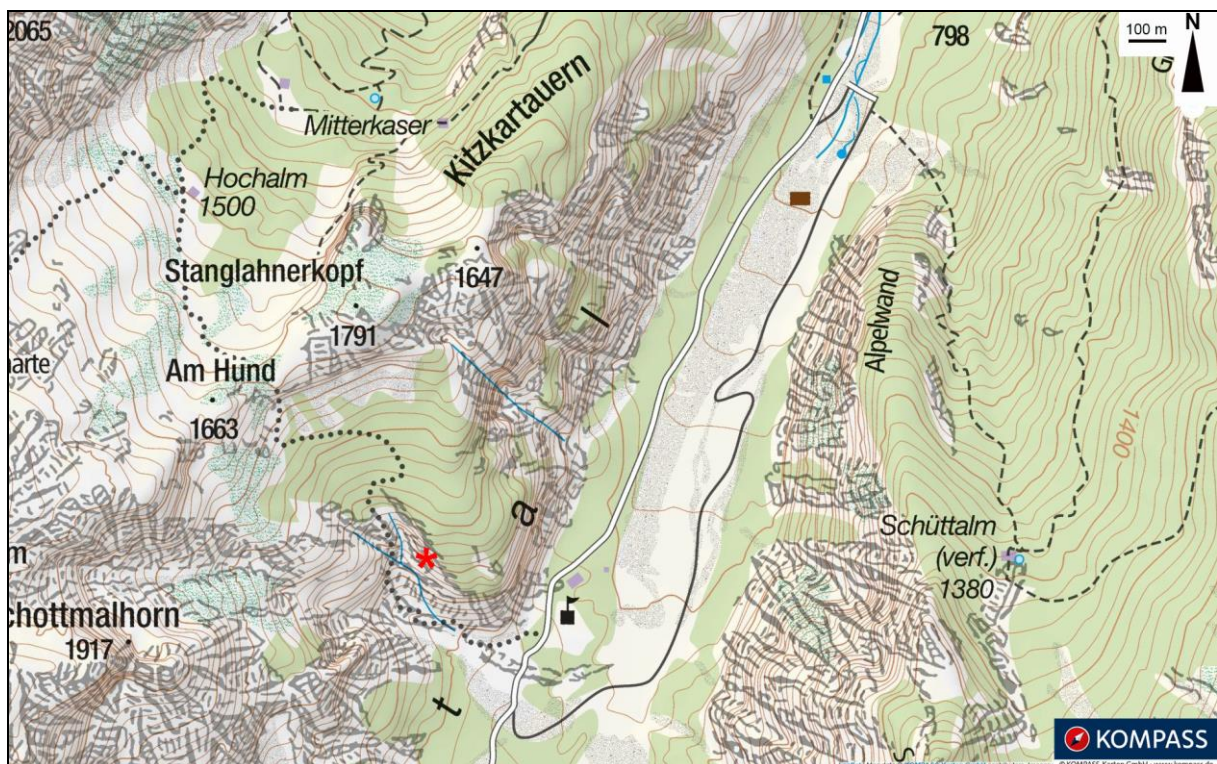 2065
798
100 m
N
G
Mitterkaser
Kitzkartauern
Hochalm
1500
Stanglahnerkopf
1647
1791
l
Alpelwand
harte
Am Hund
1663
1400
a
Schüttalm
(verf.)
1380
m
chottmalhorn
1917
t
S
KOMPASS